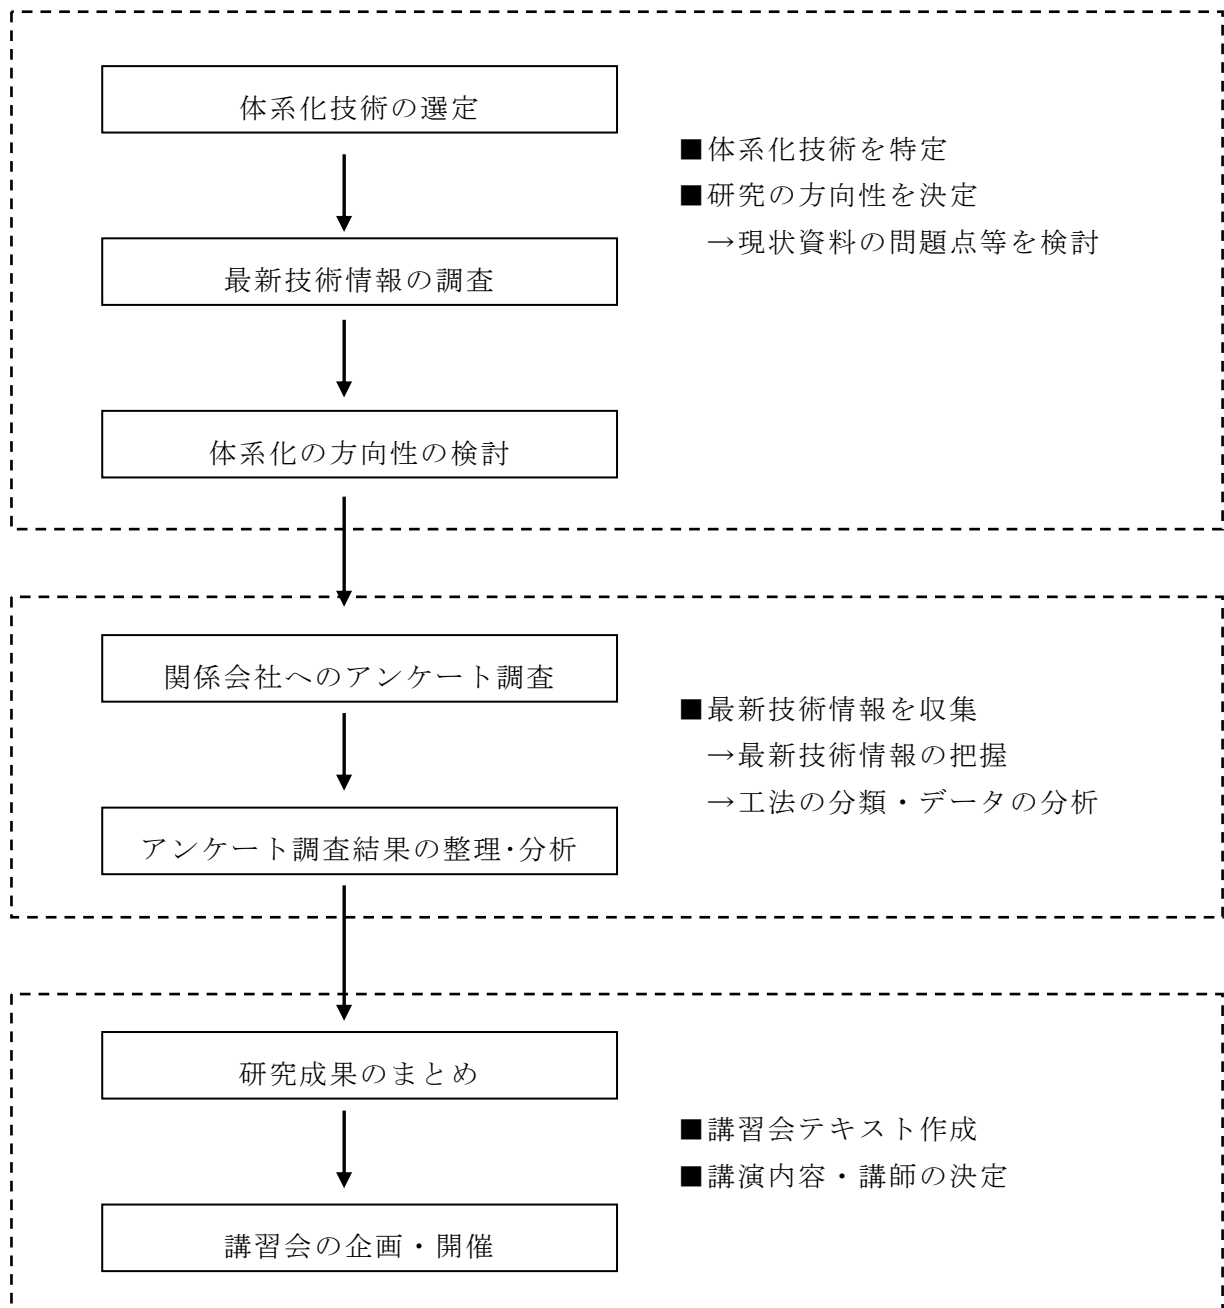 体系化技術の選定
■体系化技術を特定
■研究の方向性を決定
→現状資料の問題点等を検討
最新技術情報の調査
体系化の方向性の検討
関係会社へのアンケート調査
■最新技術情報を収集
→最新技術情報の把握
→工法の分類・データの分析
アンケート調査結果の整理・分析
研究成果のまとめ
■講習会テキスト作成
■講演内容・講師の決定
講習会の企画・開催